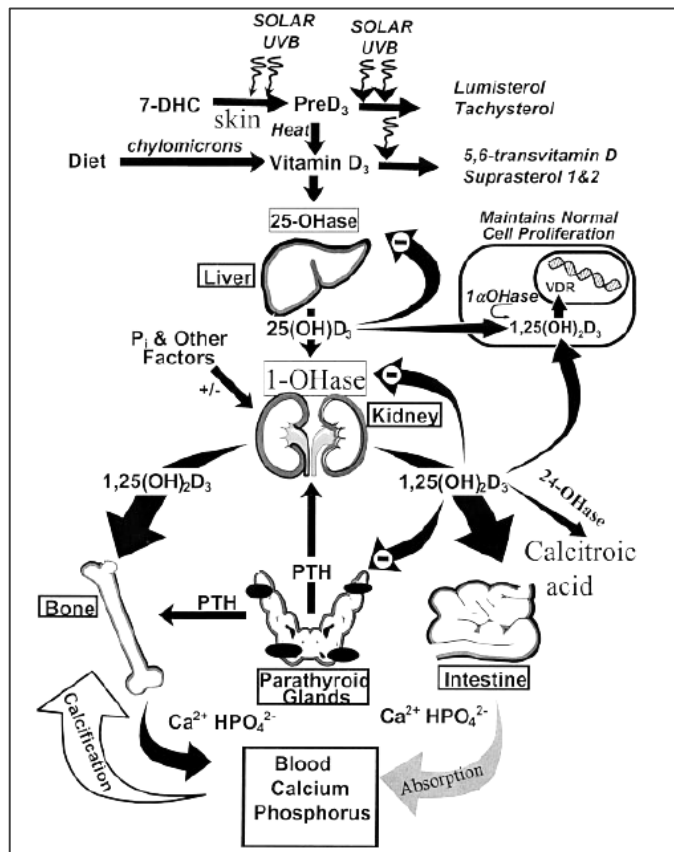 SOLAR
UVB
SOLAR
UVB
7-DHC
skin
PreD₃
Lumisterol
Tachysterol
Heat
Diet
chylomicrons
Vitamin D₃
5,6-transvitamin D
Suprasterol 1&2
25-OHase
Maintains Normal
Cell Proliferation
Liver
VDR
1αOHase
1,25(OH)₂D₃
25(OH)D₃
Pᵢ & Other
Factors
+/-
1-OHase
Kidney
1,25(OH)₂D₃
1,25(OH)₂D₃
24-OHase
Calcitroic
acid
PTH
PTH
Bone
Parathyroid
Glands
Intestine
Calcification
Ca²⁺ HPO₄²⁻
Ca²⁺ HPO₄²⁻
Absorption
Blood
Calcium
Phosphorus